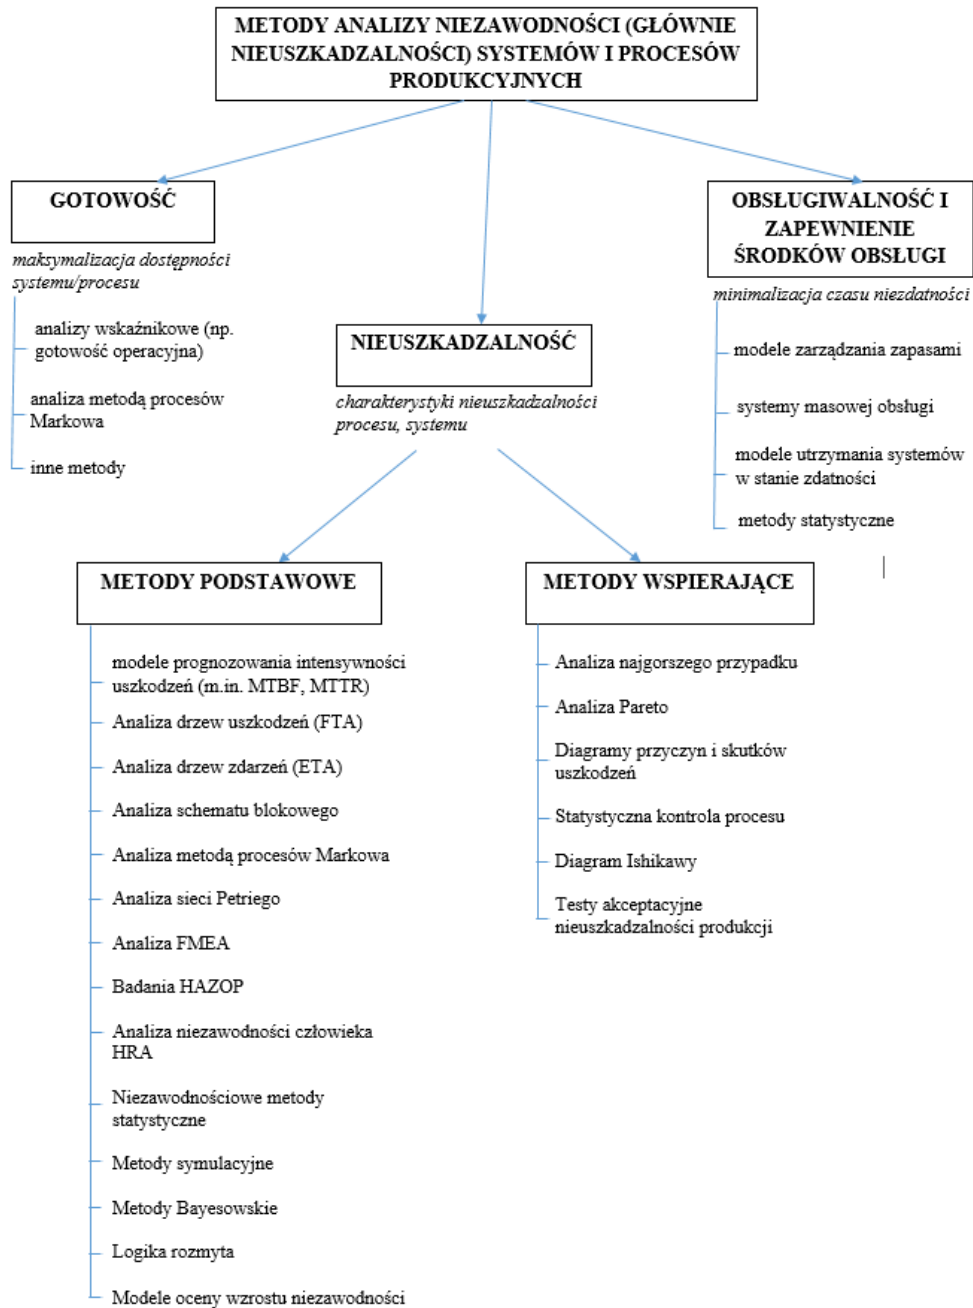 METODY ANALIZY NIEZAWODNOŚCI (GŁÓWNIE
NIEUSZKADZALNOŚCI) SYSTEMÓW I PROCESÓW
PRODUKCYJNYCH
GOTOWOŚĆ
maksymalizacja dostępności
systemu/procesu
analizy wskaźnikowe (np.
gotowość operacyjna)
analiza metodą procesów
Markowa
inne metody
NIEUSZKADZALNOŚĆ
charakterystyki nieuszkadzalności
procesu, systemu
OBSŁUGIWALNOŚĆ I
ZAPEWNIENIE
ŚRODKÓW OBSŁUGI
minimalizacja czasu niezdatności
modele zarządzania zapasami
systemy masowej obsługi
modele utrzymania systemów
w stanie zdatności
metody statystyczne
METODY PODSTAWOWE
modele prognozowania intensywności
uszkodzeń (m.in. MTBF, MTTR)
Analiza drzew uszkodzeń (FTA)
Analiza drzew zdarzeń (ETA)
Analiza schematu blokowego
Analiza metodą procesów Markowa
Analiza sieci Petriego
Analiza FMEA
Badania HAZOP
Analiza niezawodności człowieka
HRA
Niezawodnościowe metody
statystyczne
Metody symulacyjne
Metody Bayesowskie
Logika rozmyta
Modele oceny wzrostu niezawodności
METODY WSPIERAJĄCE
Analiza najgorszego przypadku
Analiza Pareto
Diagramy przyczyn i skutków
uszkodzeń
Statystyczna kontrola procesu
Diagram Ishikawy
Testy akceptacyjne
nieuszkadzalności produkcji